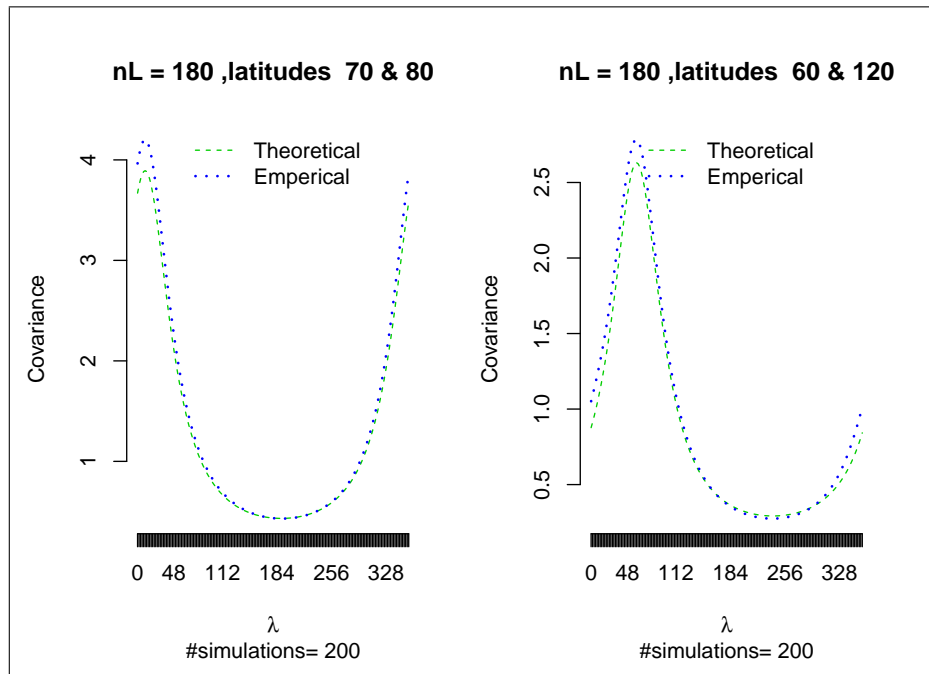 nL = 180 ,latitudes 70 & 80
Theoretical
Emperical
Covariance
4
3
2
1
0 48 112 184 256 328
λ
#simulations= 200
nL = 180 ,latitudes 60 & 120
Theoretical
Emperical
Covariance
2.5
2.0
1.5
1.0
0.5
0 48 112 184 256 328
λ
#simulations= 200